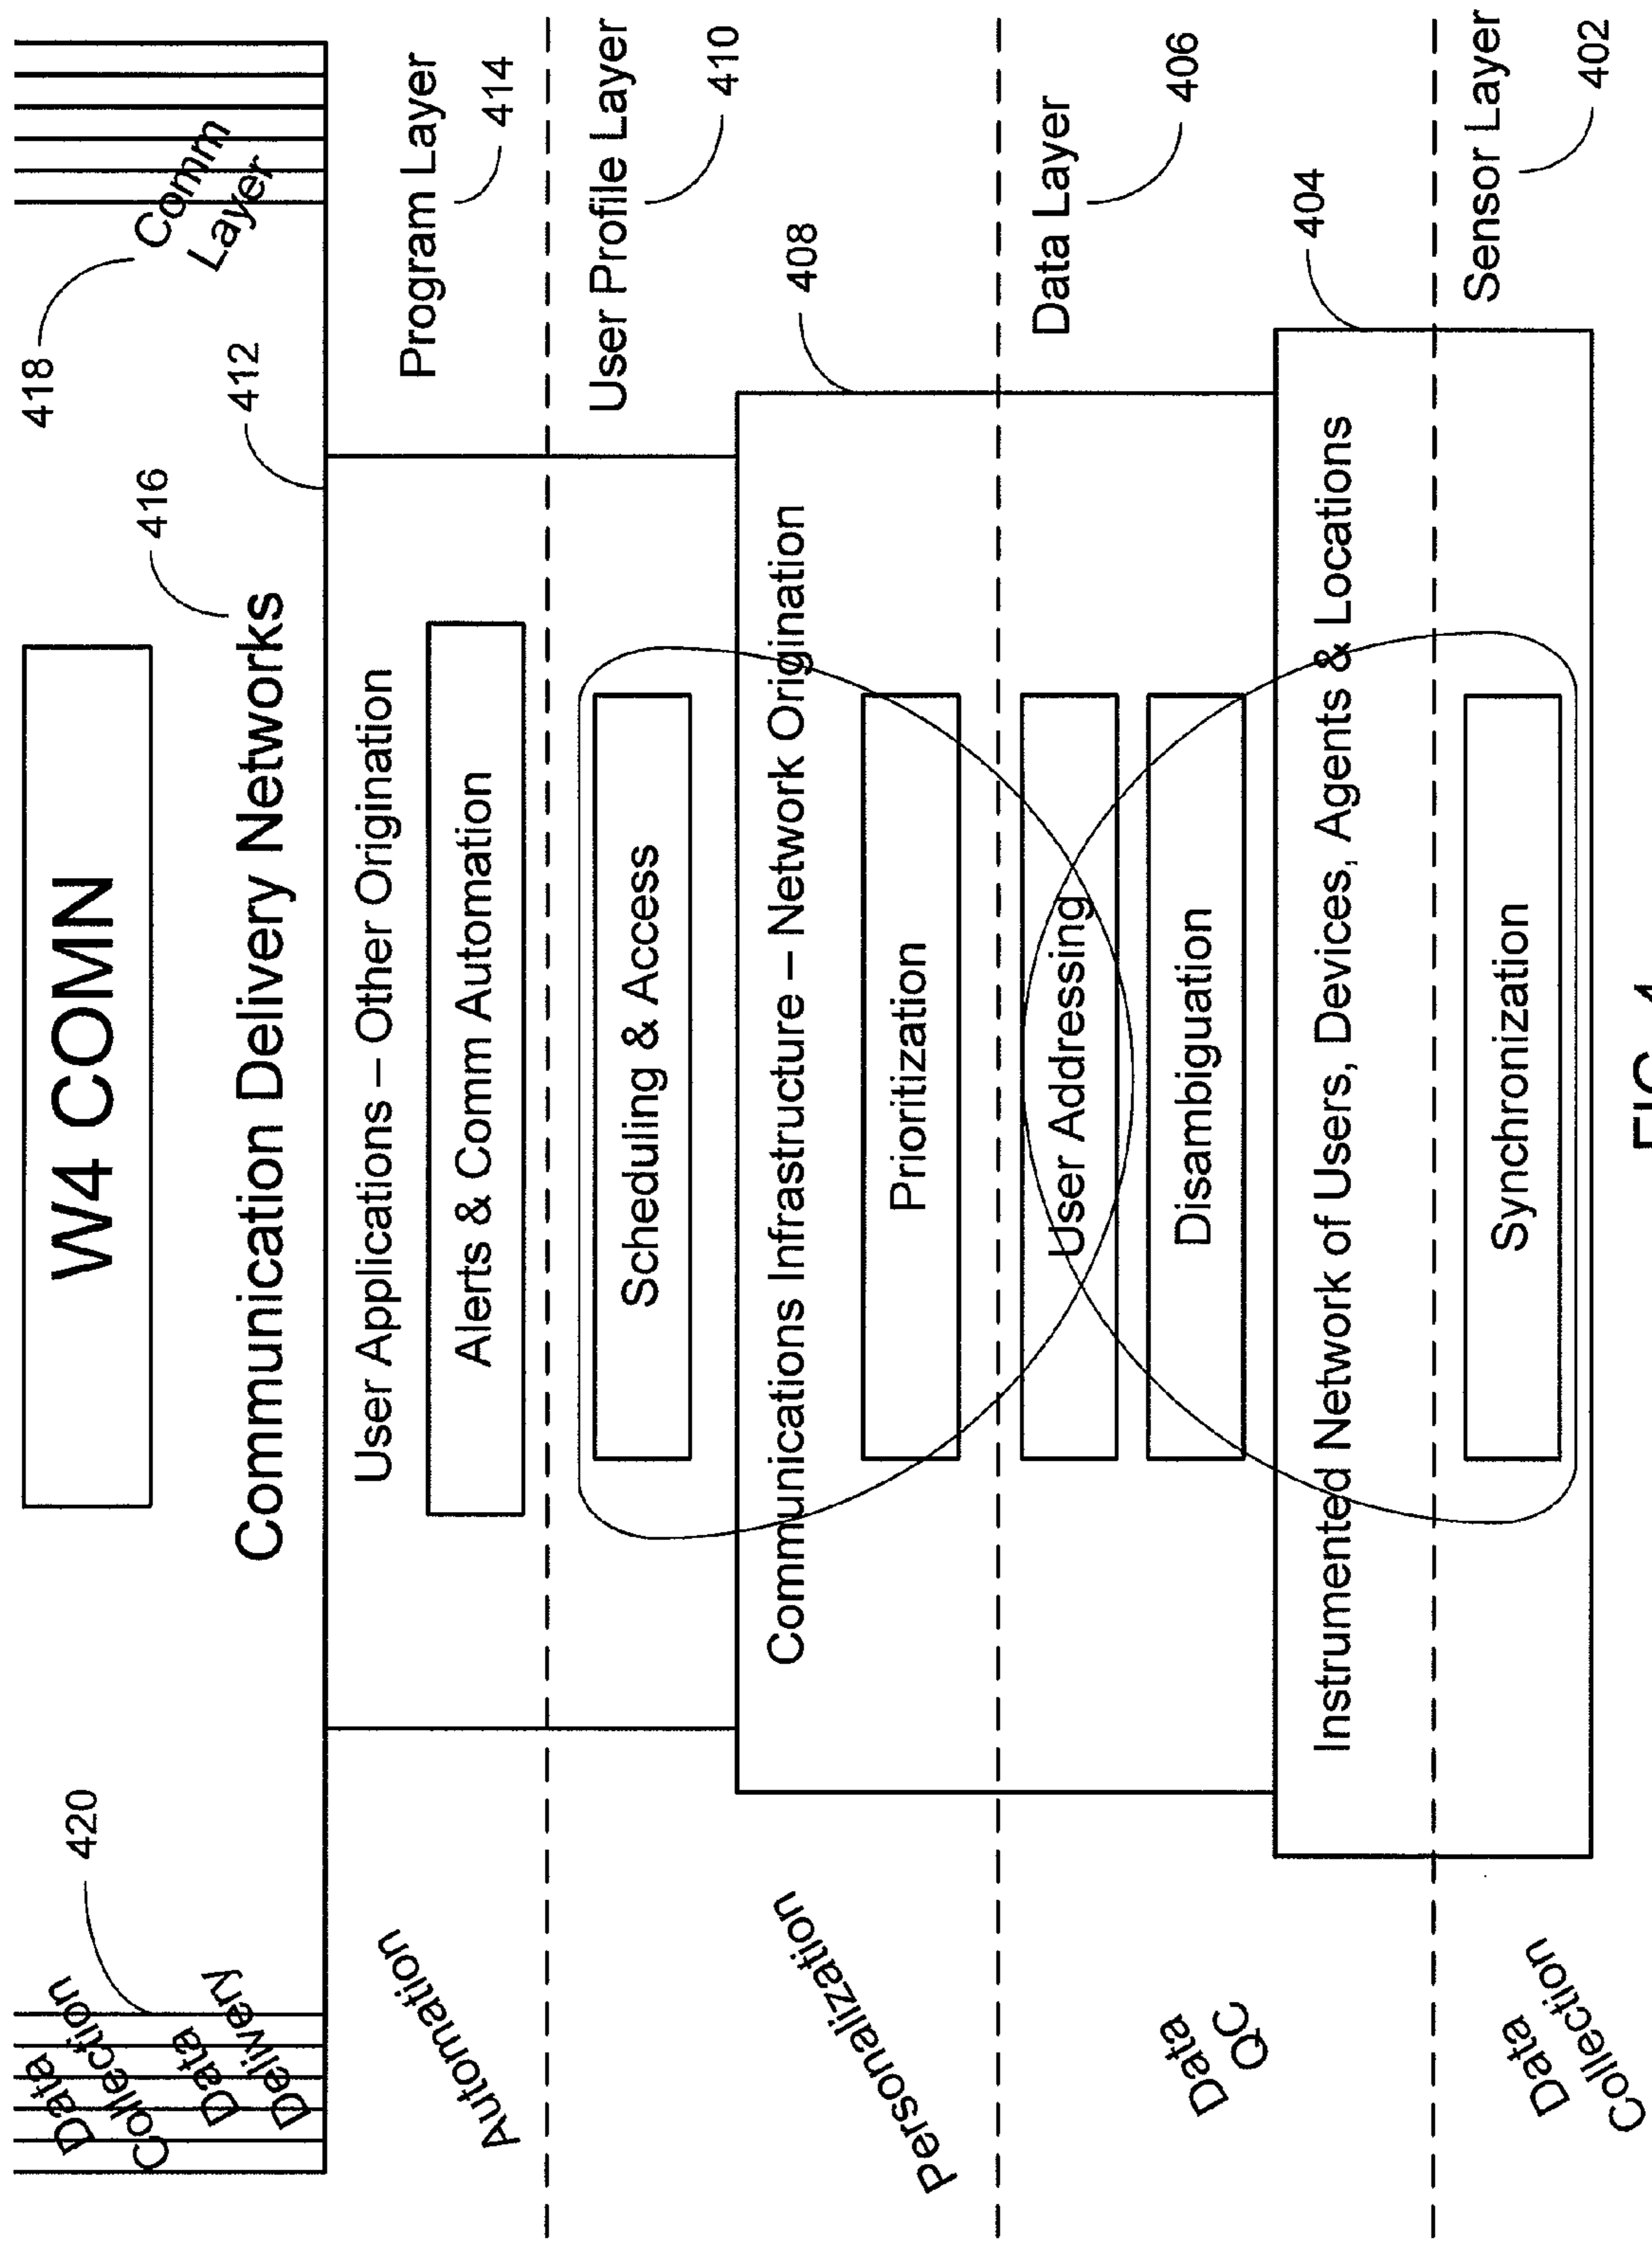 W4 COMN
418
Comm
Layer
420
Data
Collection
Data
Delivery
416
Communication Delivery Networks
412
User Applications – Other Origination
Program Layer
414
Automation
Alerts & Comm Automation
User Profile Layer
410
Scheduling & Access
408
Communications Infrastructure – Network Origination
Personalization
Prioritization
Data Layer
406
User Addressing
Data
QC
Disambiguation
404
Instrumented Network of Users, Devices, Agents & Locations
Sensor Layer
402
Data
Collection
Synchronization